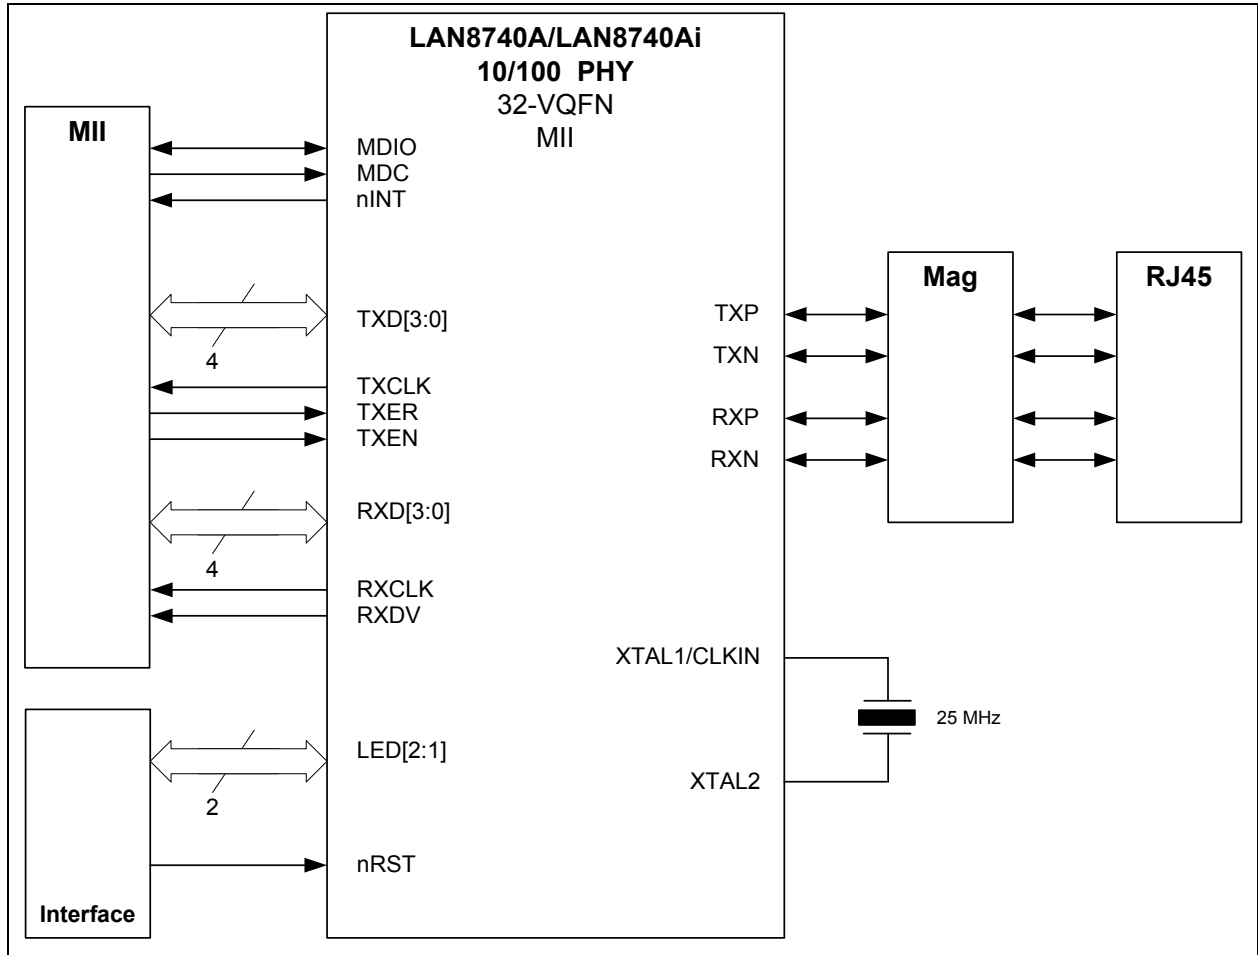 LAN8740A/LAN8740Ai
10/100 PHY
32-VQFN
MII
MII
MDIO
MDC
nINT
TXD[3:0]
4
TXCLK
TXER
TXEN
RXD[3:0]
4
RXCLK
RXDV
Mag
RJ45
TXP
TXN
RXP
RXN
XTAL1/CLKIN
25 MHz
XTAL2
LED[2:1]
2
nRST
Interface